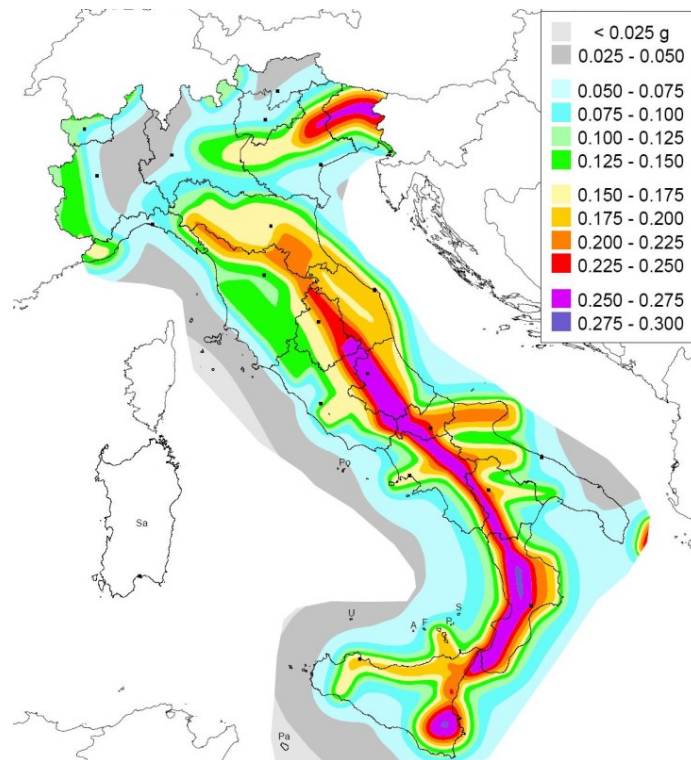 < 0.025 g
0.025 - 0.050
0.050 - 0.075
0.075 - 0.100
0.100 - 0.125
0.125 - 0.150
0.150 - 0.175
0.175 - 0.200
0.200 - 0.225
0.225 - 0.250
0.250 - 0.275
0.275 - 0.300
Po
Sa
U
A
F
P
S
Pa